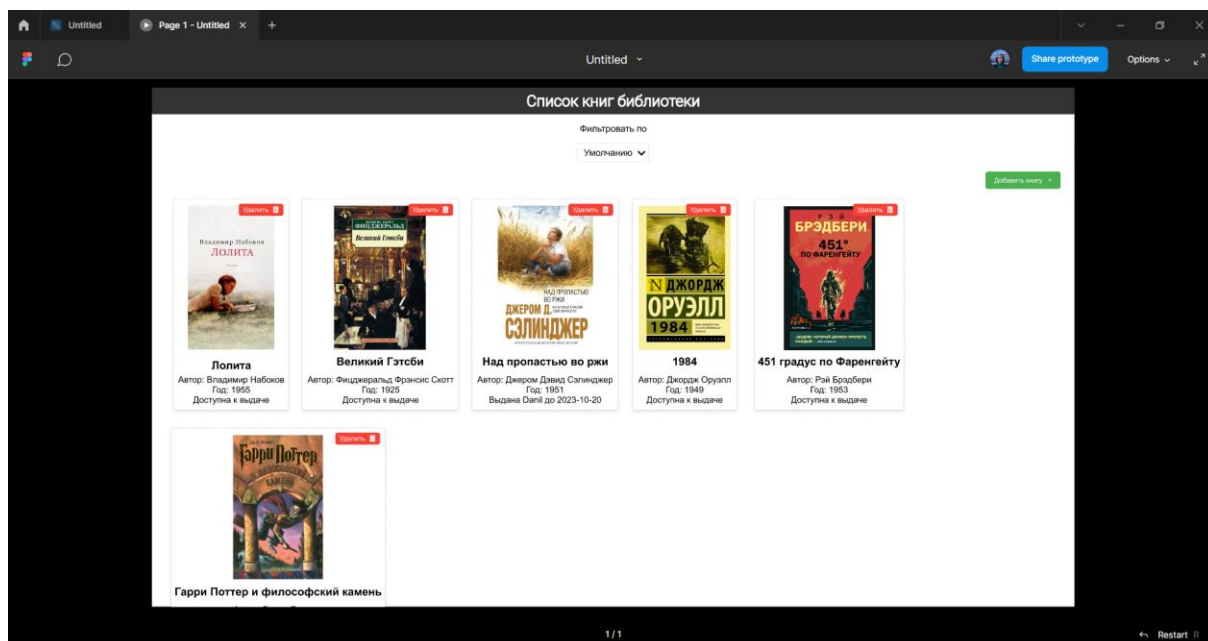 Untitled
Page 1 - Untitled
Untitled
Share prototype
Options
Список книг библиотеки
Фильтровать по
Умолчанию
Добавить книгу +
Удалить
Владимир Набоков
ЛОЛИТА
Лолита
Автор: Владимир Набоков
Год: 1955
Доступна к выдаче
Удалить
ФИЦДЖЕРАЛЬД
Великий Гэтсби
Великий Гэтсби
Автор: Фицджеральд Фрэнсис Скотт
Год: 1925
Доступна к выдаче
Удалить
НАД ПРОПАСТЬЮ
ВО РЖИ
ДЖЕРОМ Д.
СЭЛИНДЖЕР
Над пропастью во ржи
Автор: Джером Дэвид Сэлинджер
Год: 1951
Выдана Danil до 2023-10-20
Удалить
ДЖОРДЖ
ОРУЭЛЛ
1984
1984
Автор: Джордж Оруэлл
Год: 1949
Доступна к выдаче
Удалить
РЭЙ
БРЭДБЕРИ
451°
ПО ФАРЕНГЕЙТУ
451 градус по Фаренгейту
Автор: Рэй Брэдбери
Год: 1953
Доступна к выдаче
Удалить
Гарри Поттер
И ФИЛОСОФСКИЙ
КАМЕНЬ
Гарри Поттер и философский камень
1 / 1
Restart R